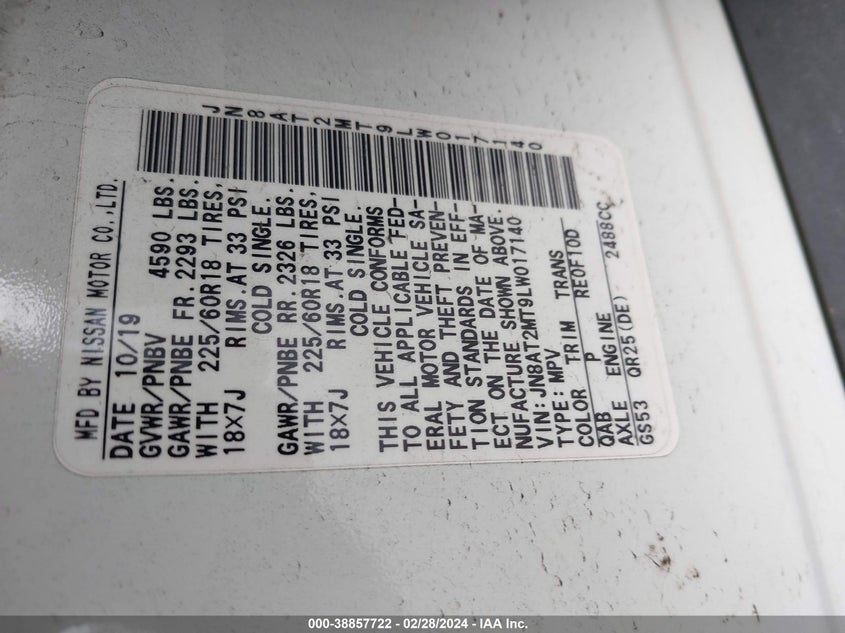 JN8AT2MT9LW017140
MFD BY NISSAN MOTOR CO.,LTD.
DATE 10/19
GVWR/PNBV 4590 LBS.
GAWR/PNBE FR. 2293 LBS.
WITH 225/60R18 TIRES,
18X7J RIMS.AT 33 PSI
COLD SINGLE.
GAWR/PNBE RR. 2326 LBS.
WITH 225/60R18 TIRES,
18X7J RIMS.AT 33 PSI
COLD SINGLE.
THIS VEHICLE CONFORMS
TO ALL APPLICABLE FED-
ERAL MOTOR VEHICLE SA-
FETY AND THEFT PREVEN-
TION STANDARDS IN EFF-
ECT ON THE DATE OF MA-
NUFACTURE SHOWN ABOVE.
VIN: JN8AT2MT9LW017140
TYPE: MPV
COLOR TRIM TRANS
QAB P RE0F10D
AXLE ENGINE
GS53 QR25(DE) 2488CC
000-38857722 - 02/28/2024 - IAA Inc.